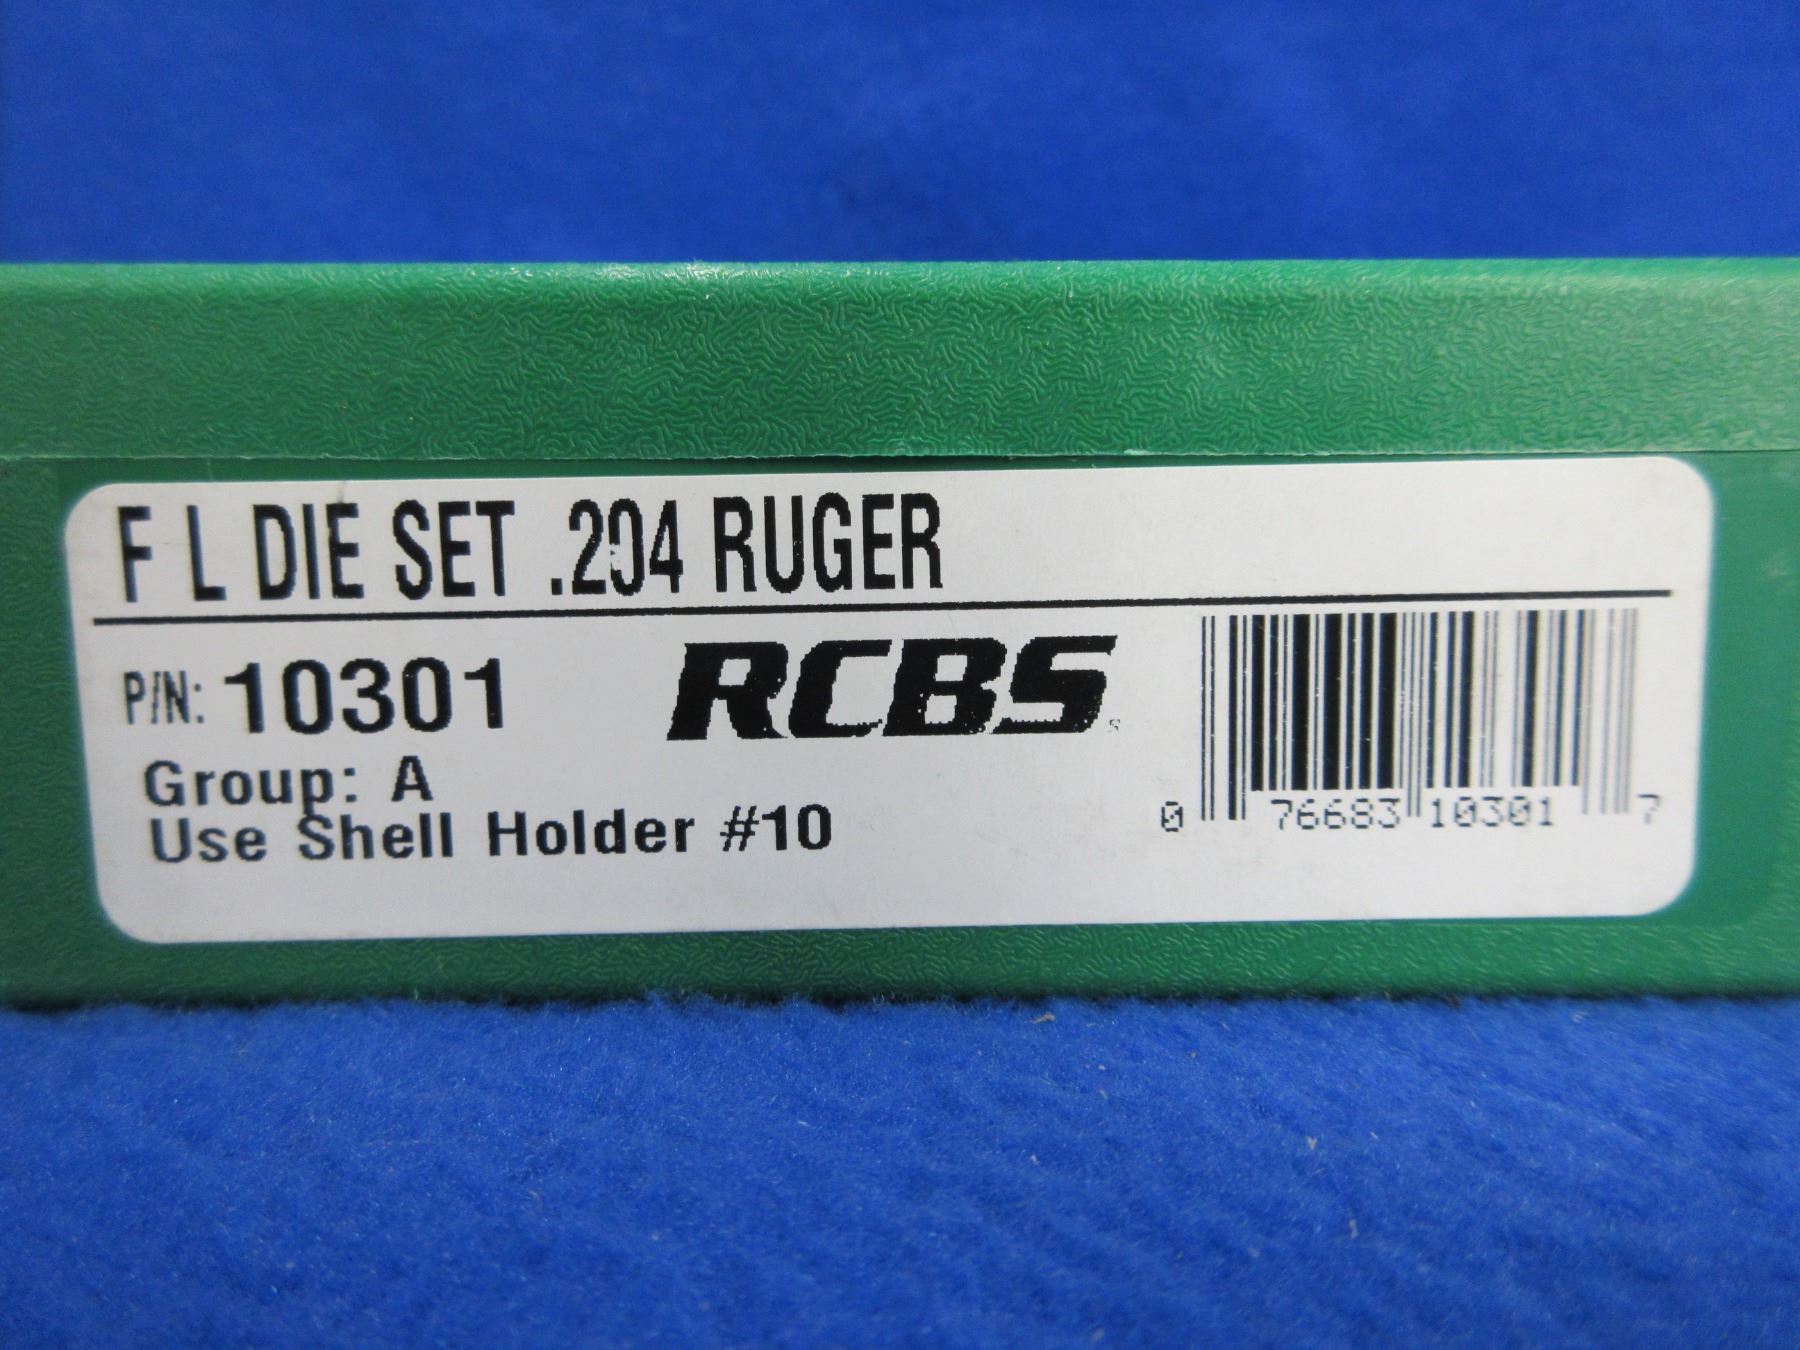 F L DIE SET .204 RUGER
P/N: 10301
RCBS
Group: A
Use Shell Holder #10
0 76683 10301 7